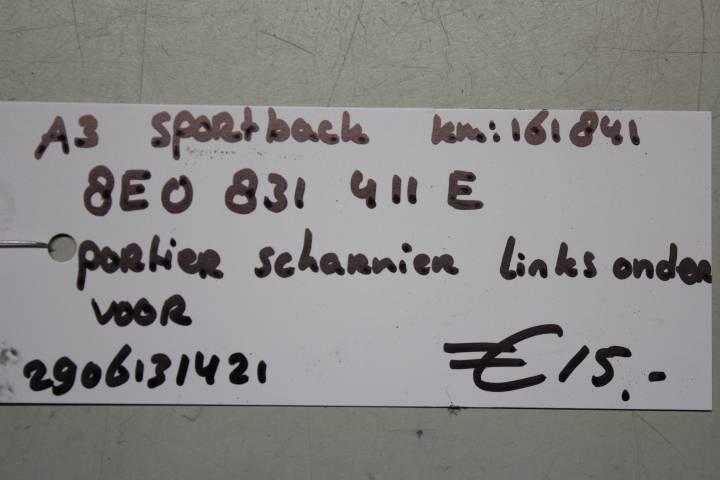 A3 sportback km: 161841
8E0 831 411 E
portier scharnier links onder
voor
2906131421 €15,-